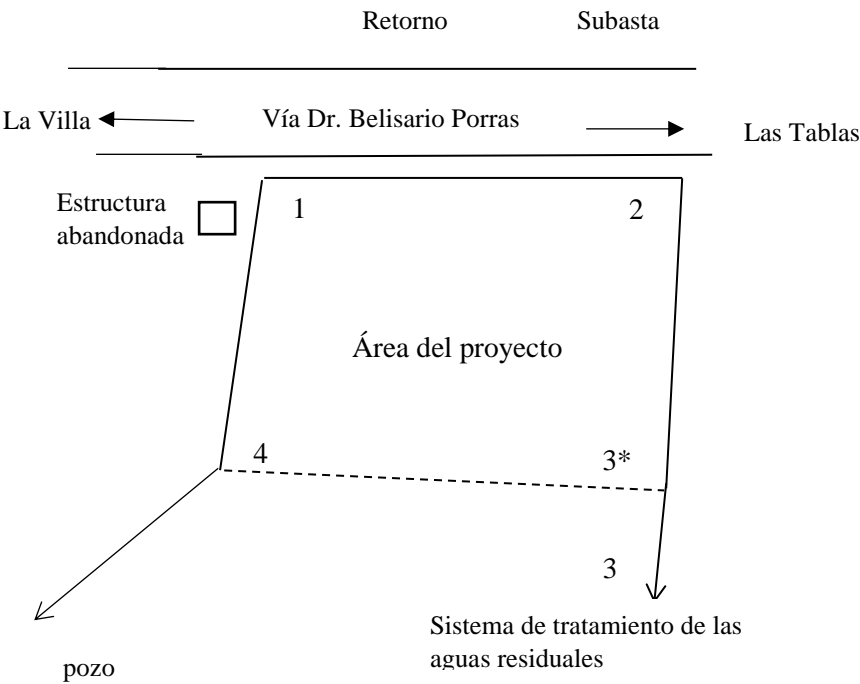 Retorno
Subasta
La Villa
Vía Dr. Belisario Porras
Las Tablas
Estructura
abandonada
1
2
Área del proyecto
4
3*
3
Sistema de tratamiento de las
aguas residuales
pozo